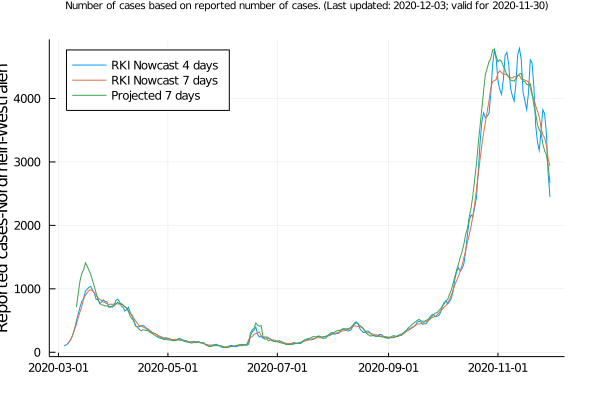 Number of cases based on reported number of cases. (Last updated: 2020-12-03; valid for 2020-11-30)
Reported cases-Nordrhein-Westfalen
RKI Nowcast 4 days
RKI Nowcast 7 days
Projected 7 days
4000
3000
2000
1000
0
2020-03-01 2020-05-01 2020-07-01 2020-09-01 2020-11-01